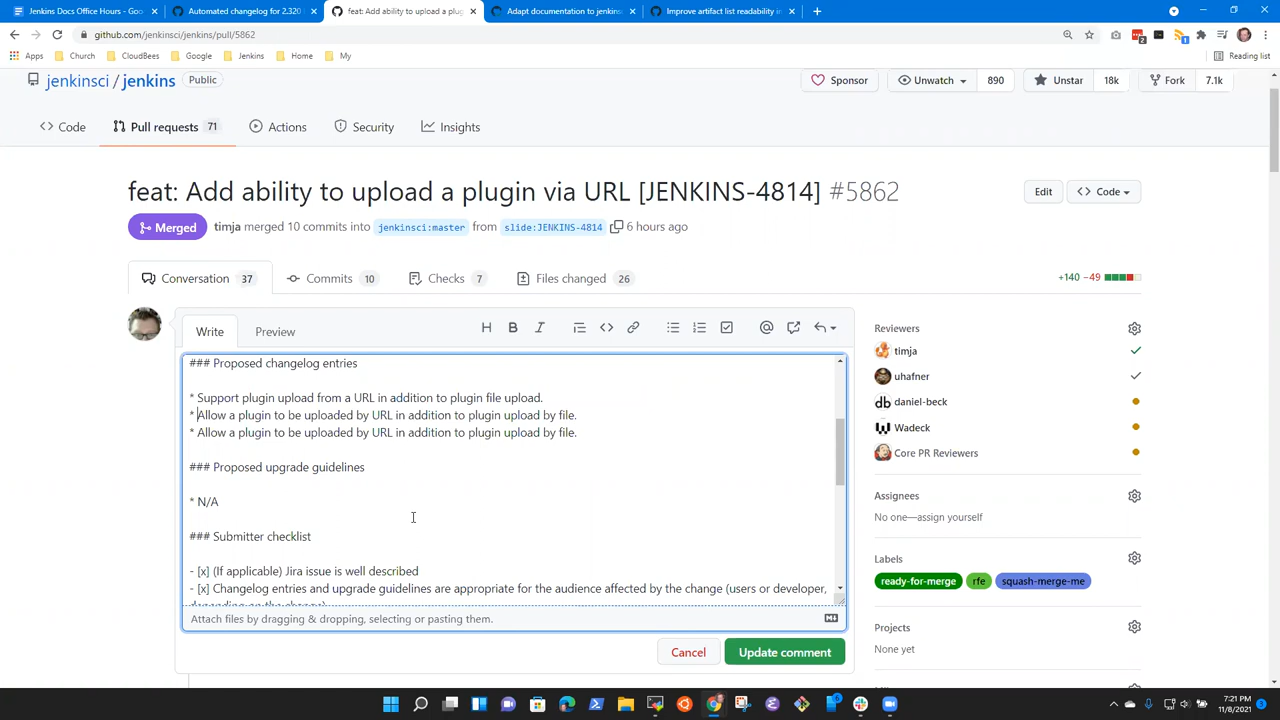 Jenkins Docs Office Hours - Goo
Automated changelog for 2.320
feat: Add ability to upload a plug
Adapt documentation to jenkins
Improve artifact list readability in
github.com/jenkinsci/jenkins/pull/5862
Apps
Church
CloudBees
Google
Jenkins
Home
My
Reading list
jenkinsci / jenkins
Public
Sponsor
Unwatch
890
Unstar
18k
Fork
7.1k
Code
Pull requests 71
Actions
Security
Insights
feat: Add ability to upload a plugin via URL [JENKINS-4814] #5862
Edit
Code
Merged
timja merged 10 commits into jenkinsci:master from slide:JENKINS-4814 6 hours ago
Conversation 37
Commits 10
Checks 7
Files changed 26
+140 −49
Write
Preview
### Proposed changelog entries
* Support plugin upload from a URL in addition to plugin file upload.
* Allow a plugin to be uploaded by URL in addition to plugin upload by file.
* Allow a plugin to be uploaded by URL in addition to plugin upload by file.
### Proposed upgrade guidelines
* N/A
### Submitter checklist
- [x] (If applicable) Jira issue is well described
- [x] Changelog entries and upgrade guidelines are appropriate for the audience affected by the change (users or developer,
Attach files by dragging & dropping, selecting or pasting them.
Cancel
Update comment
Reviewers
timja
uhafner
daniel-beck
Wadeck
Core PR Reviewers
Assignees
No one—assign yourself
Labels
ready-for-merge
rfe
squash-merge-me
Projects
None yet
7:21 PM
11/8/2021